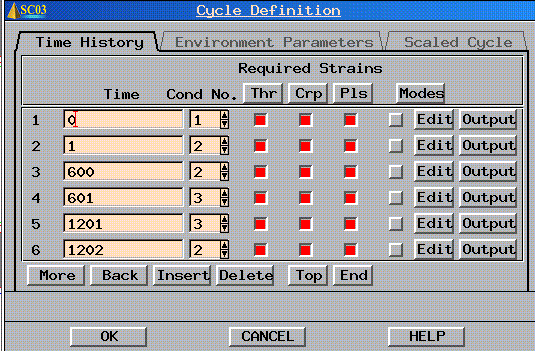 SC03 Cycle Definition
Time History Environment Parameters Scaled Cycle
Required Strains
Time Cond No. Thr Crp Pls Modes
1 0 1 Edit Output
2 1 2 Edit Output
3 600 2 Edit Output
4 601 3 Edit Output
5 1201 3 Edit Output
6 1202 2 Edit Output
More Back Insert Delete Top End
OK CANCEL HELP